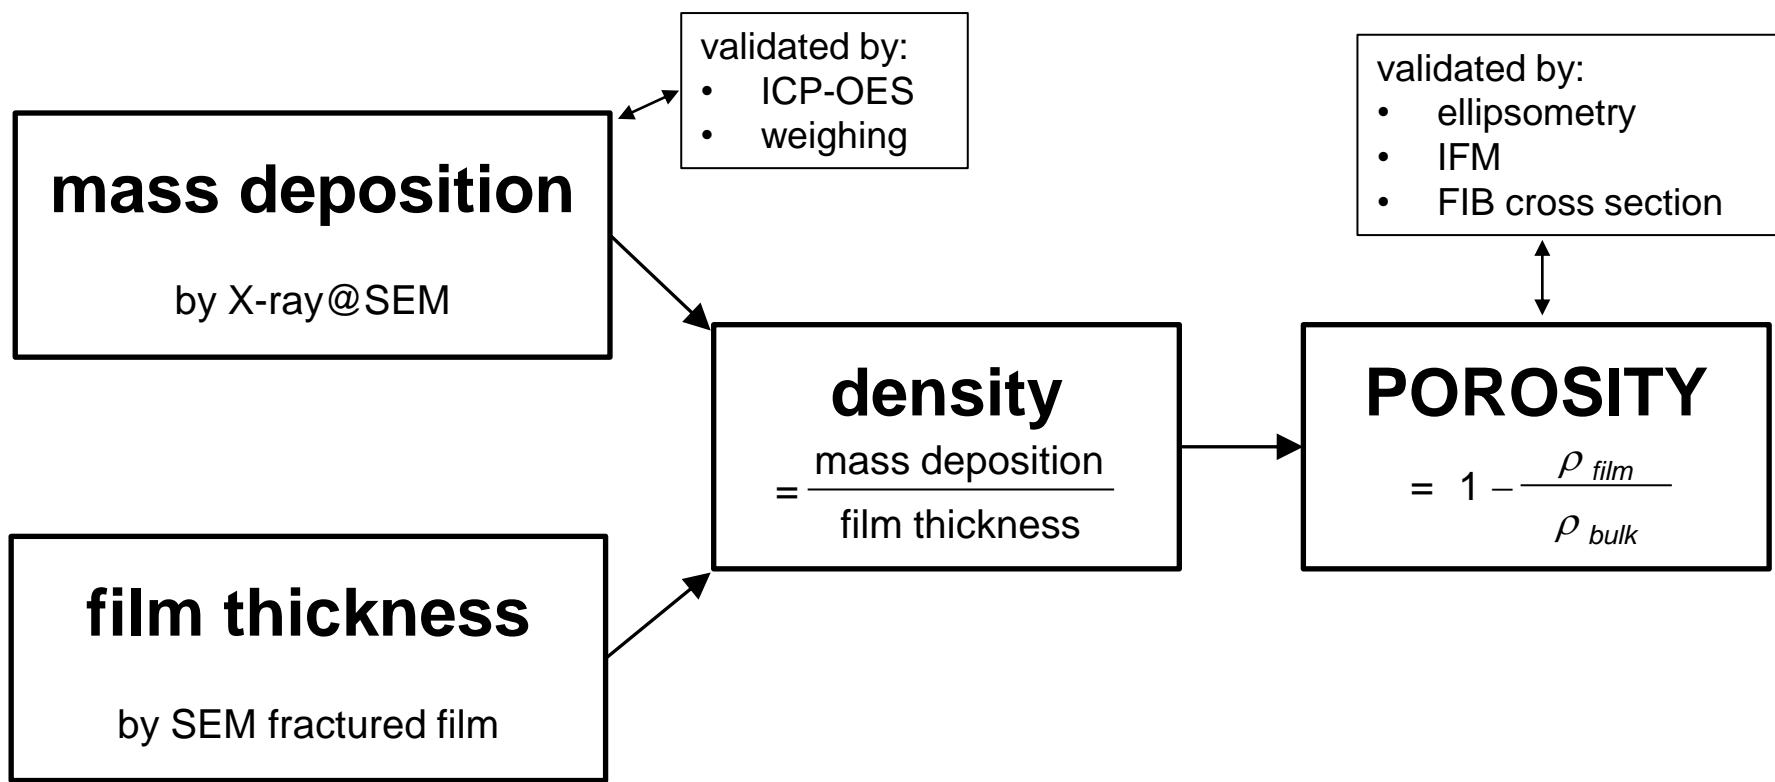 validated by:
• ICP-OES
• weighing
validated by:
• ellipsometry
• IFM
• FIB cross section
mass deposition
by X-ray@SEM
density
= mass deposition
film thickness
POROSITY
= 1 − ρ film
ρ bulk
film thickness
by SEM fractured film